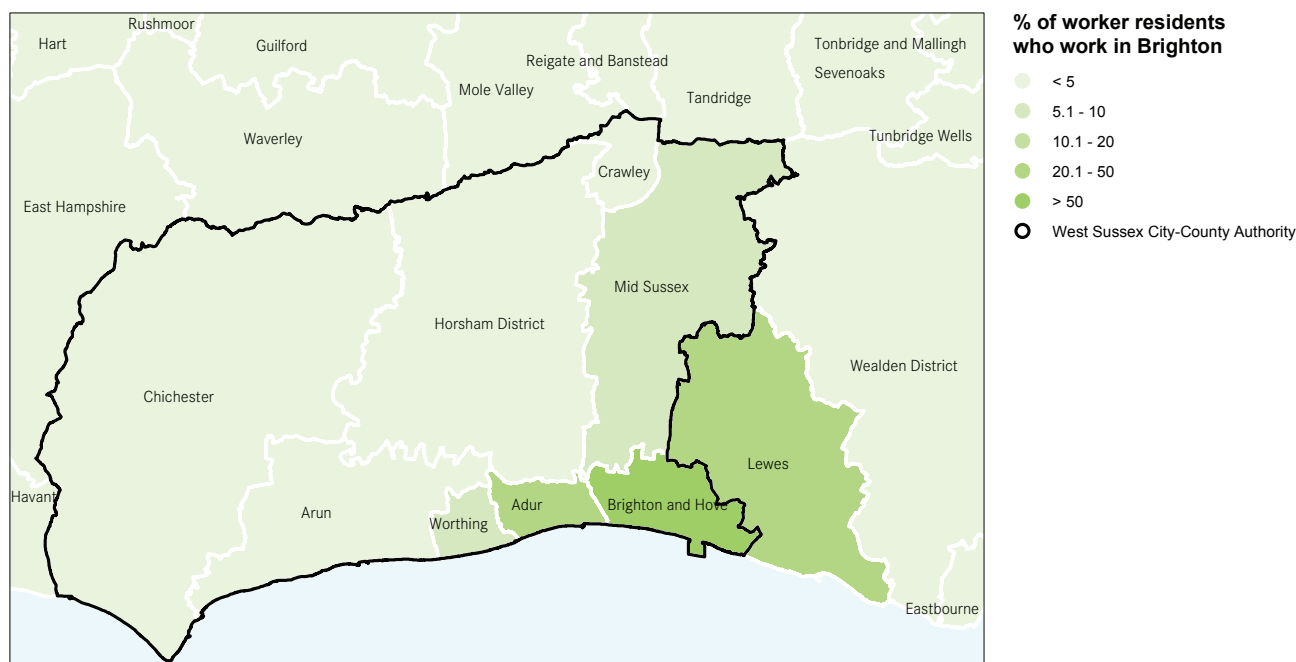 Rushmoor
Hart
Guilford
Tonbridge and Mallingh
Reigate and Banstead
Sevenoaks
Mole Valley
Tandridge
Waverley
Tunbridge Wells
Crawley
East Hampshire
Mid Sussex
Horsham District
Wealden District
Chichester
Lewes
Havant
Arun
Worthing
Adur
Brighton and Hove
Eastbourne
% of worker residents
who work in Brighton
< 5
5.1 - 10
10.1 - 20
20.1 - 50
> 50
West Sussex City-County Authority